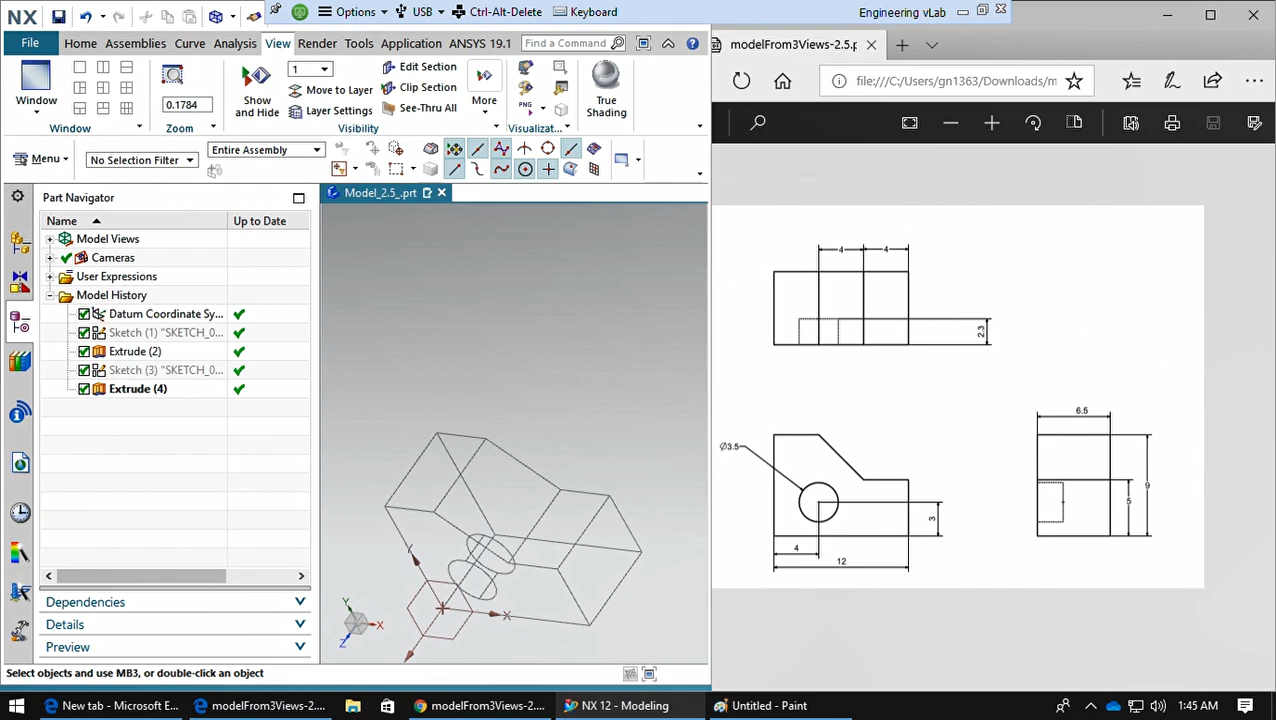 NX
Options
USB
Ctrl-Alt-Delete
Keyboard
Engineering vLab
File
Home
Assemblies
Curve
Analysis
View
Render
Tools
Application
ANSYS 19.1
Find a Command
modelFrom3Views-2.5.p
file:///C:/Users/gn1363/Downloads/m
Window
0.1784
Show and Hide
1
Move to Layer
Layer Settings
Edit Section
Clip Section
See-Thru All
More
PNG
True Shading
Window
Zoom
Visibility
Visualizat...
Menu
No Selection Filter
Entire Assembly
Part Navigator
Model_2.5_.prt
Name
Up to Date
Model Views
Cameras
User Expressions
Model History
Datum Coordinate Sy...
Sketch (1) "SKETCH_0...
Extrude (2)
Sketch (3) "SKETCH_0...
Extrude (4)
Dependencies
Details
Preview
Y
X
Y
X
Z
4
4
2.3
6.5
Ø3.5
9
5
3
4
12
Select objects and use MB3, or double-click an object
New tab - Microsoft E...
modelFrom3Views-2....
modelFrom3Views-2....
NX 12 - Modeling
Untitled - Paint
1:45 AM